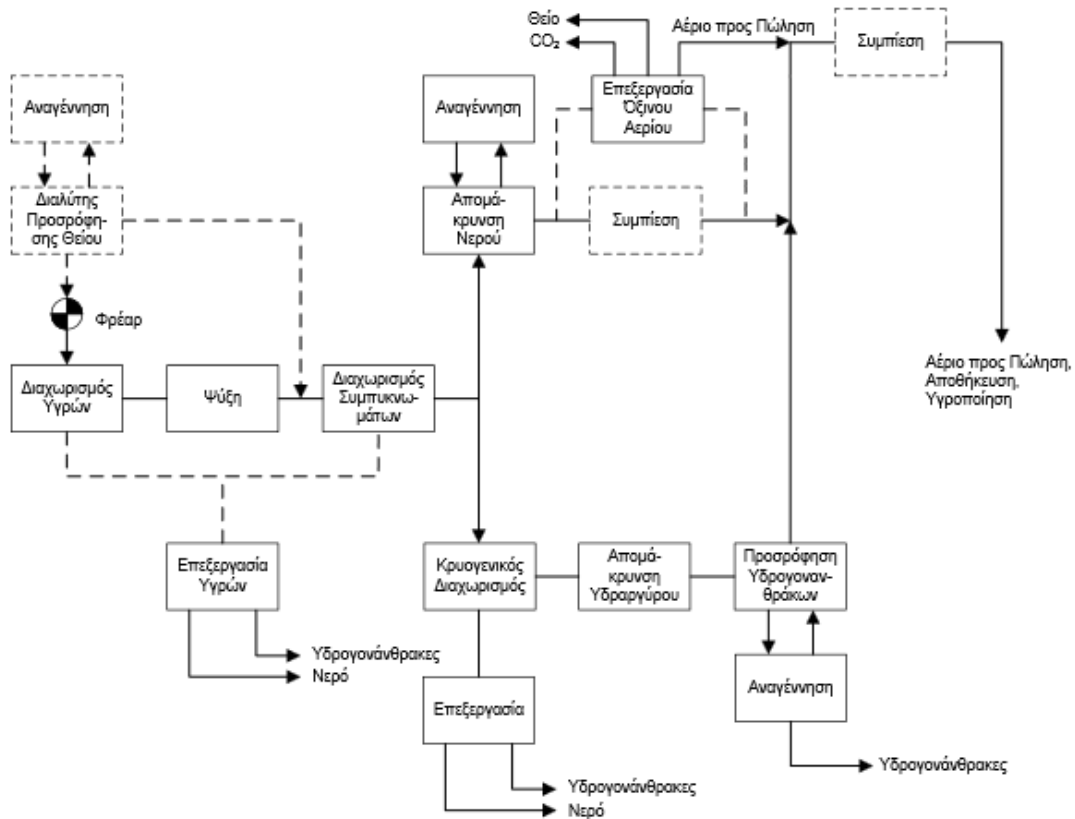 Θείο
CO₂
Αέριο προς Πώληση
Συμπίεση
Αναγέννηση
Αναγέννηση
Επεξεργασία
Όξινου
Αερίου
Διαλύτης
Προσρόφη-
σης Θείου
Απομά-
κρυνση
Νερού
Συμπίεση
Φρέαρ
Διαχωρισμός
Υγρών
Ψύξη
Διαχωρισμός
Συμπυκνω-
μάτων
Αέριο προς Πώληση,
Αποθήκευση,
Υγροποίηση
Επεξεργασία
Υγρών
Κρυογενικός
Διαχωρισμός
Απομά-
κρυνση
Υδραργύρου
Προσρόφηση
Υδρογοναν-
θράκων
Υδρογονάνθρακες
Νερό
Επεξεργασία
Αναγέννηση
Υδρογονάνθρακες
Υδρογονάνθρακες
Νερό